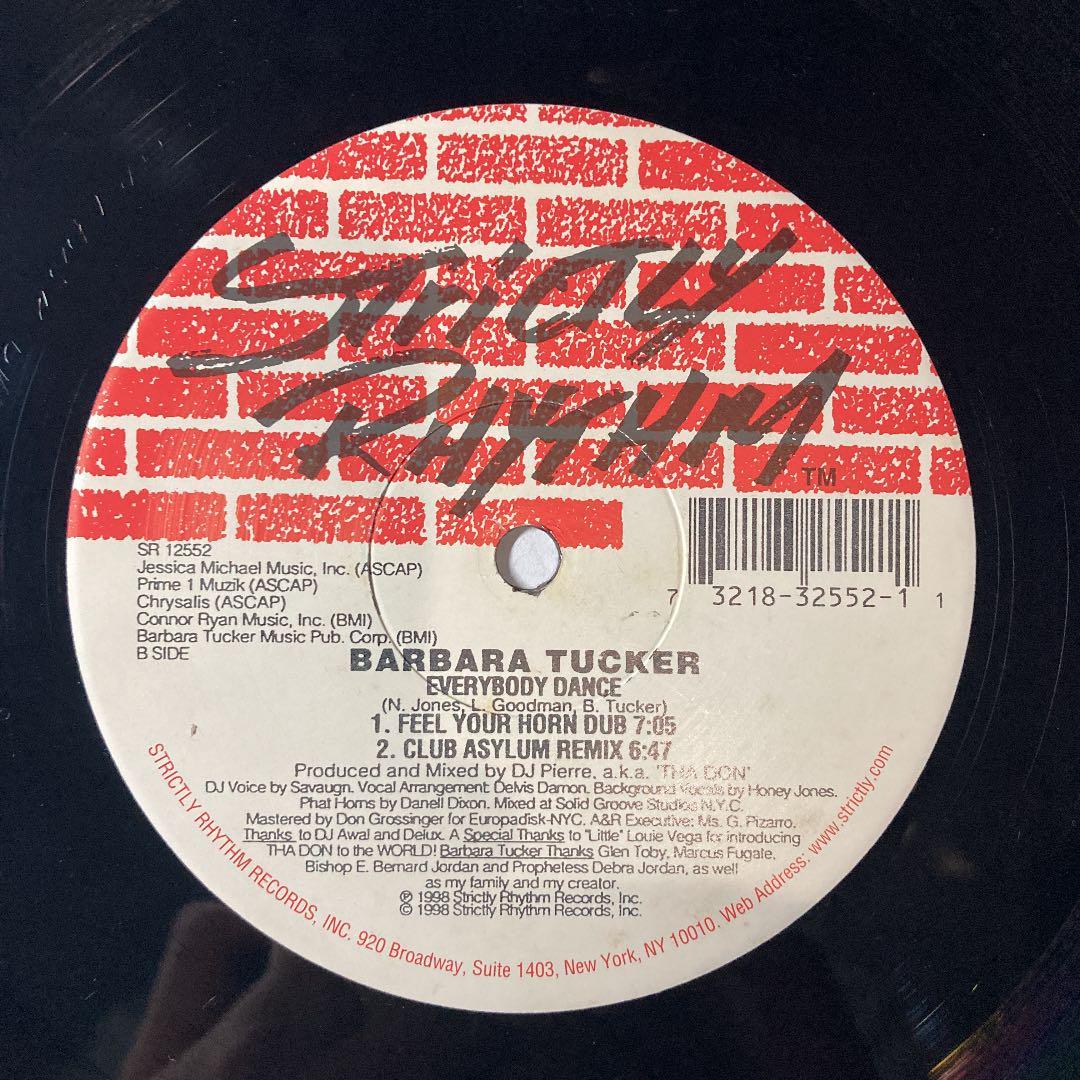 STRICTLY
RHYTHM
TM
SR 12552
Jessica Michael Music, Inc. (ASCAP)
Prime 1 Muzik (ASCAP)
Chrysalis (ASCAP)
Connor Ryan Music, Inc. (BMI)
Barbara Tucker Music Pub. Corp. (BMI)
B SIDE
7 3218-32552-1 1
BARBARA TUCKER
EVERYBODY DANCE
(N. Jones, L. Goodman, B. Tucker)
1. FEEL YOUR HORN DUB 7:05
2. CLUB ASYLUM REMIX 6:47
Produced and Mixed by DJ Pierre, a.k.a. 'THA DON'
DJ Voice by Savaugn. Vocal Arrangement: Delvis Damon. Background Vocals by Honey Jones.
Phat Horns by Danell Dixon. Mixed at Solid Groove Studios N.Y.C.
Mastered by Don Grossinger for Europadisk-NYC. A&R Executive: Ms. G. Pizarro.
Thanks to DJ Awal and Delux. A Special Thanks to "Little" Louie Vega for introducing
THA DON to the WORLD! Barbara Tucker Thanks Glen Toby, Marcus Fugate,
Bishop E. Bernard Jordan and Propheless Debra Jordan, as well
as my family and my creator.
℗ 1998 Strictly Rhythm Records, Inc.
© 1998 Strictly Rhythm Records, Inc.
STRICTLY RHYTHM RECORDS, INC. 920 Broadway, Suite 1403, New York, NY 10010. Web Address: www.strictly.com